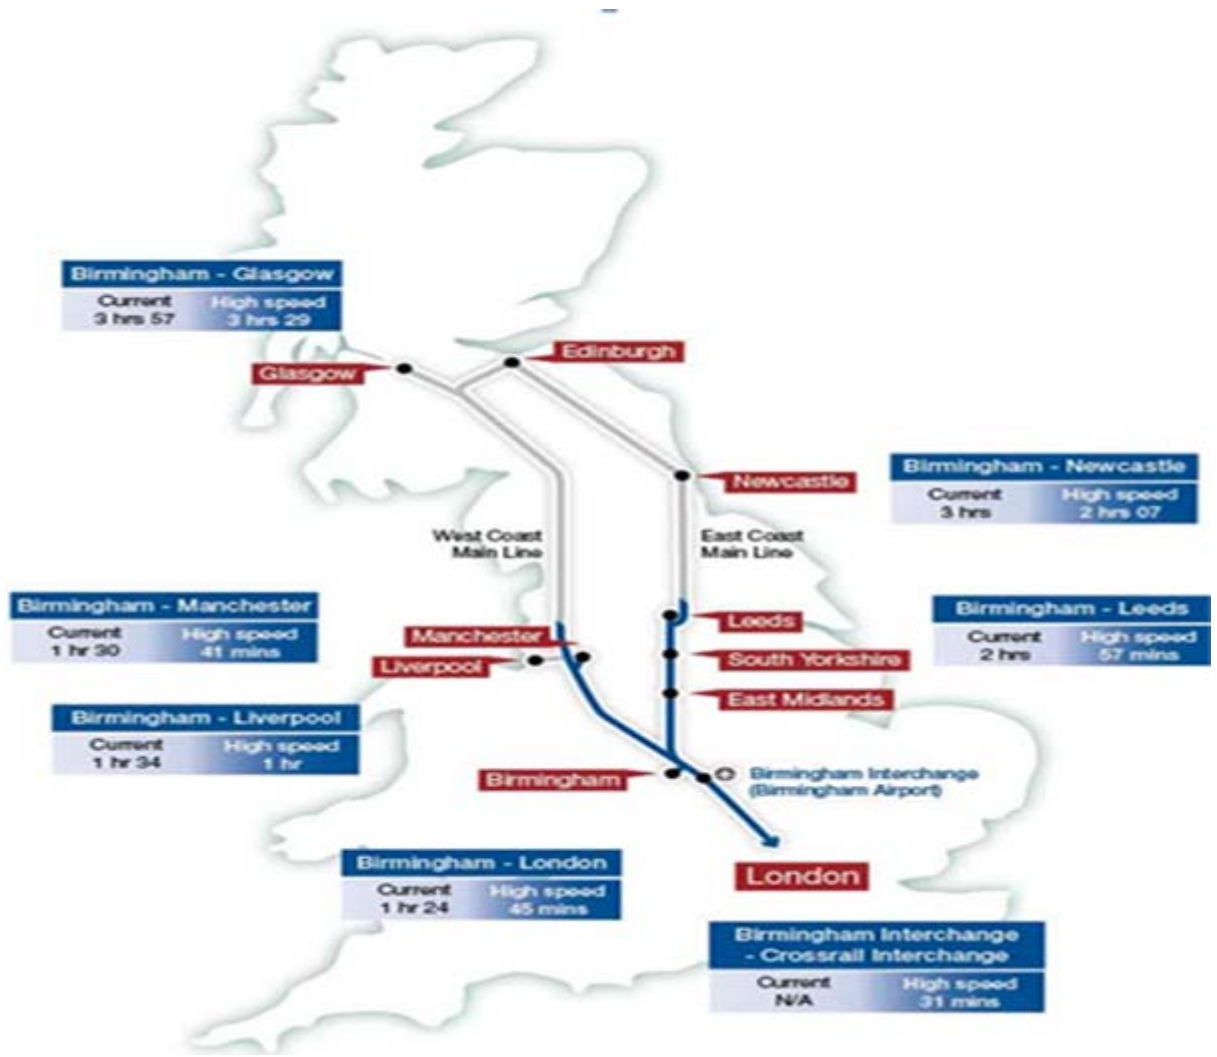 Birmingham - Glasgow
Current High speed
3 hrs 57 3 hrs 29
Edinburgh
Glasgow
Birmingham - Newcastle
Current High speed
3 hrs 2 hrs 07
Newcastle
West Coast
Main Line
East Coast
Main Line
Birmingham - Manchester
Current High speed
1 hr 30 41 mins
Birmingham - Leeds
Current High speed
2 hrs 57 mins
Leeds
Manchester
Liverpool
South Yorkshire
East Midlands
Birmingham - Liverpool
Current High speed
1 hr 34 1 hr
Birmingham
Birmingham Interchange
(Birmingham Airport)
Birmingham - London
Current High speed
1 hr 24 45 mins
London
Birmingham Interchange
- Crossrail Interchange
Current High speed
N/A 31 mins